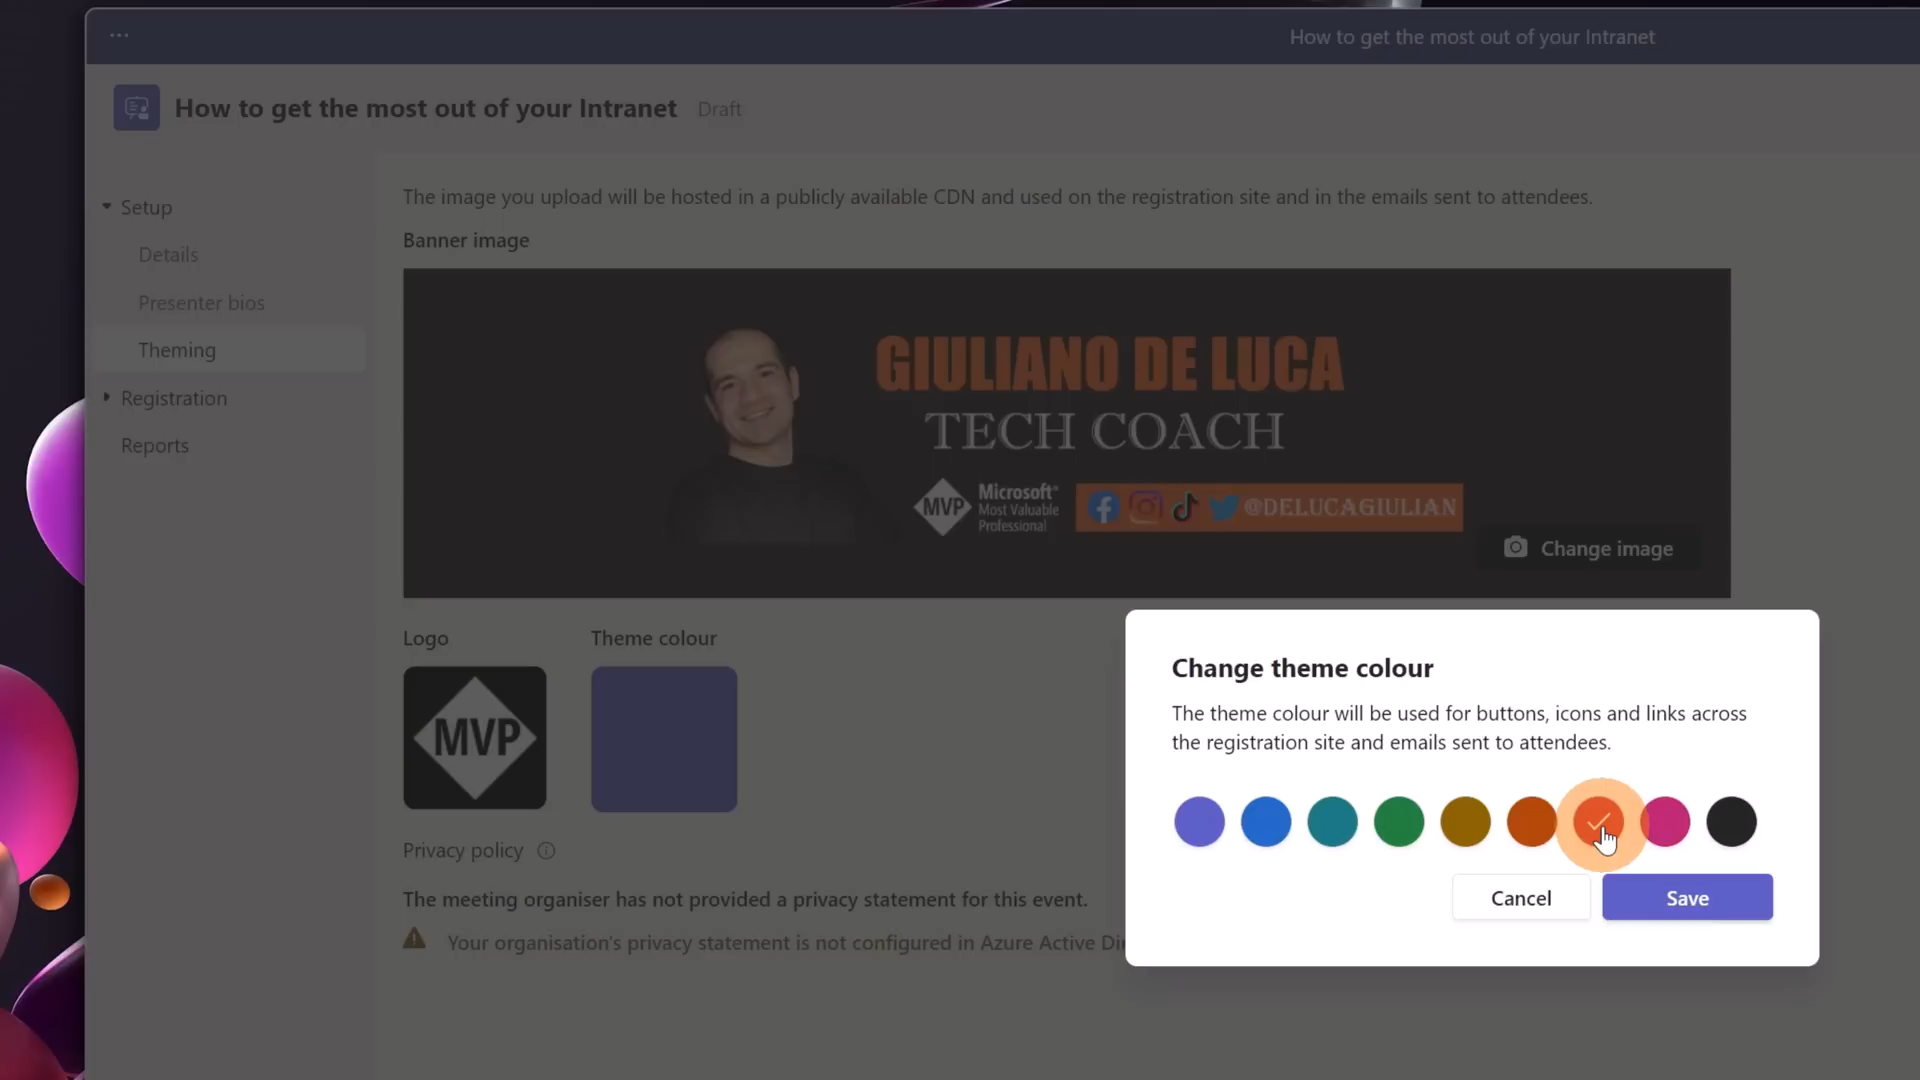 ...
How to get the most out of your Intranet
How to get the most out of your Intranet Draft
Setup
Details
Presenter bios
Theming
Registration
Reports
The image you upload will be hosted in a publicly available CDN and used on the registration site and in the emails sent to attendees.
Banner image
GIULIANO DE LUCA
TECH COACH
MVP
Microsoft®
Most Valuable
Professional
@DELUCAGIULIAN
Change image
Logo
Theme colour
MVP
Privacy policy
The meeting organiser has not provided a privacy statement for this event.
Your organisation's privacy statement is not configured in Azure Active Di
Change theme colour
The theme colour will be used for buttons, icons and links across
the registration site and emails sent to attendees.
Cancel
Save